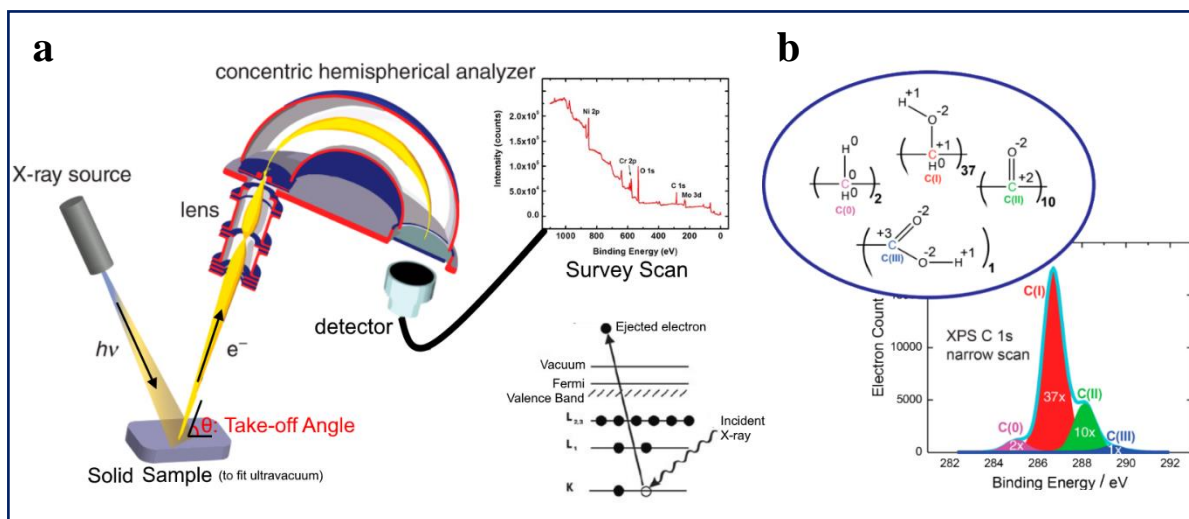 a
concentric hemispherical analyzer
X-ray source
lens
hν
e⁻
θ: Take-off Angle
Solid Sample (to fit ultravacuum)
detector
Intensity (counts)
2.0x10⁵
1.5x10⁵
1.0x10⁵
5.0x10⁴
0.0
Ni 2p
Cr 2p
O 1s
C 1s
Mo 3d
1000 800 600 400 200 0
Binding Energy (eV)
Survey Scan
Ejected electron
Vacuum
Fermi
Valence Band
L₂,₃
L₁
K
Incident
X-ray
b
H +1
O -2
H 0
C +1
H 0
C(I)
37
H 0
C 0
H 0
C(0)
2
O -2
C +2
C(II)
10
+3 C
O -2
O -2 H +1
C(III)
1
Electron Count
10000
5000
0
XPS C 1s
narrow scan
C(I)
37x
C(II)
10x
C(0)
2x
C(III)
1x
282 284 286 288 290 292
Binding Energy / eV